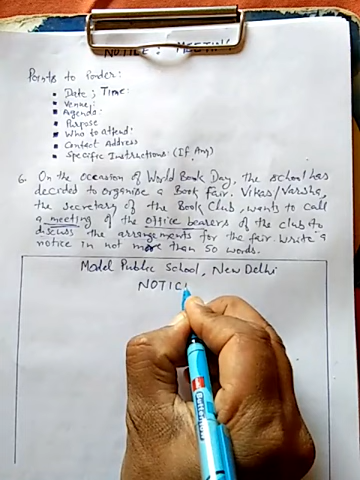 NOTICE: MEETING
Points to Ponder:
Date; Time:
Venue:
Agenda:
Purpose
Who to attend:
Contact Address
Specific Instructions: (If Any)
6. On the occasion of World Book Day, the school has
decided to organise a Book fair. Vikas/Varsha,
the secretary of the Book Club, wants to call
a meeting of the office bearers of the club to
discuss the arrangements for the fair. Write a
notice in not more than 50 words.
Model Public School, New Delhi
NOTIC